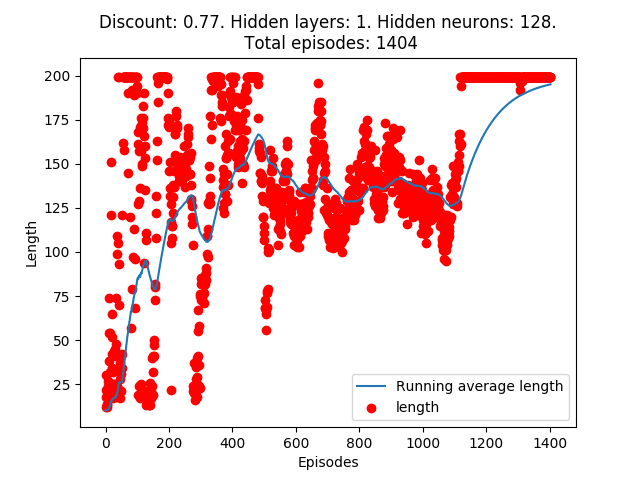 Discount: 0.77. Hidden layers: 1. Hidden neurons: 128.
Total episodes: 1404
200
175
150
125
100
75
50
25
Length
0
200
400
600
800
1000
1200
1400
Episodes
Running average length
length